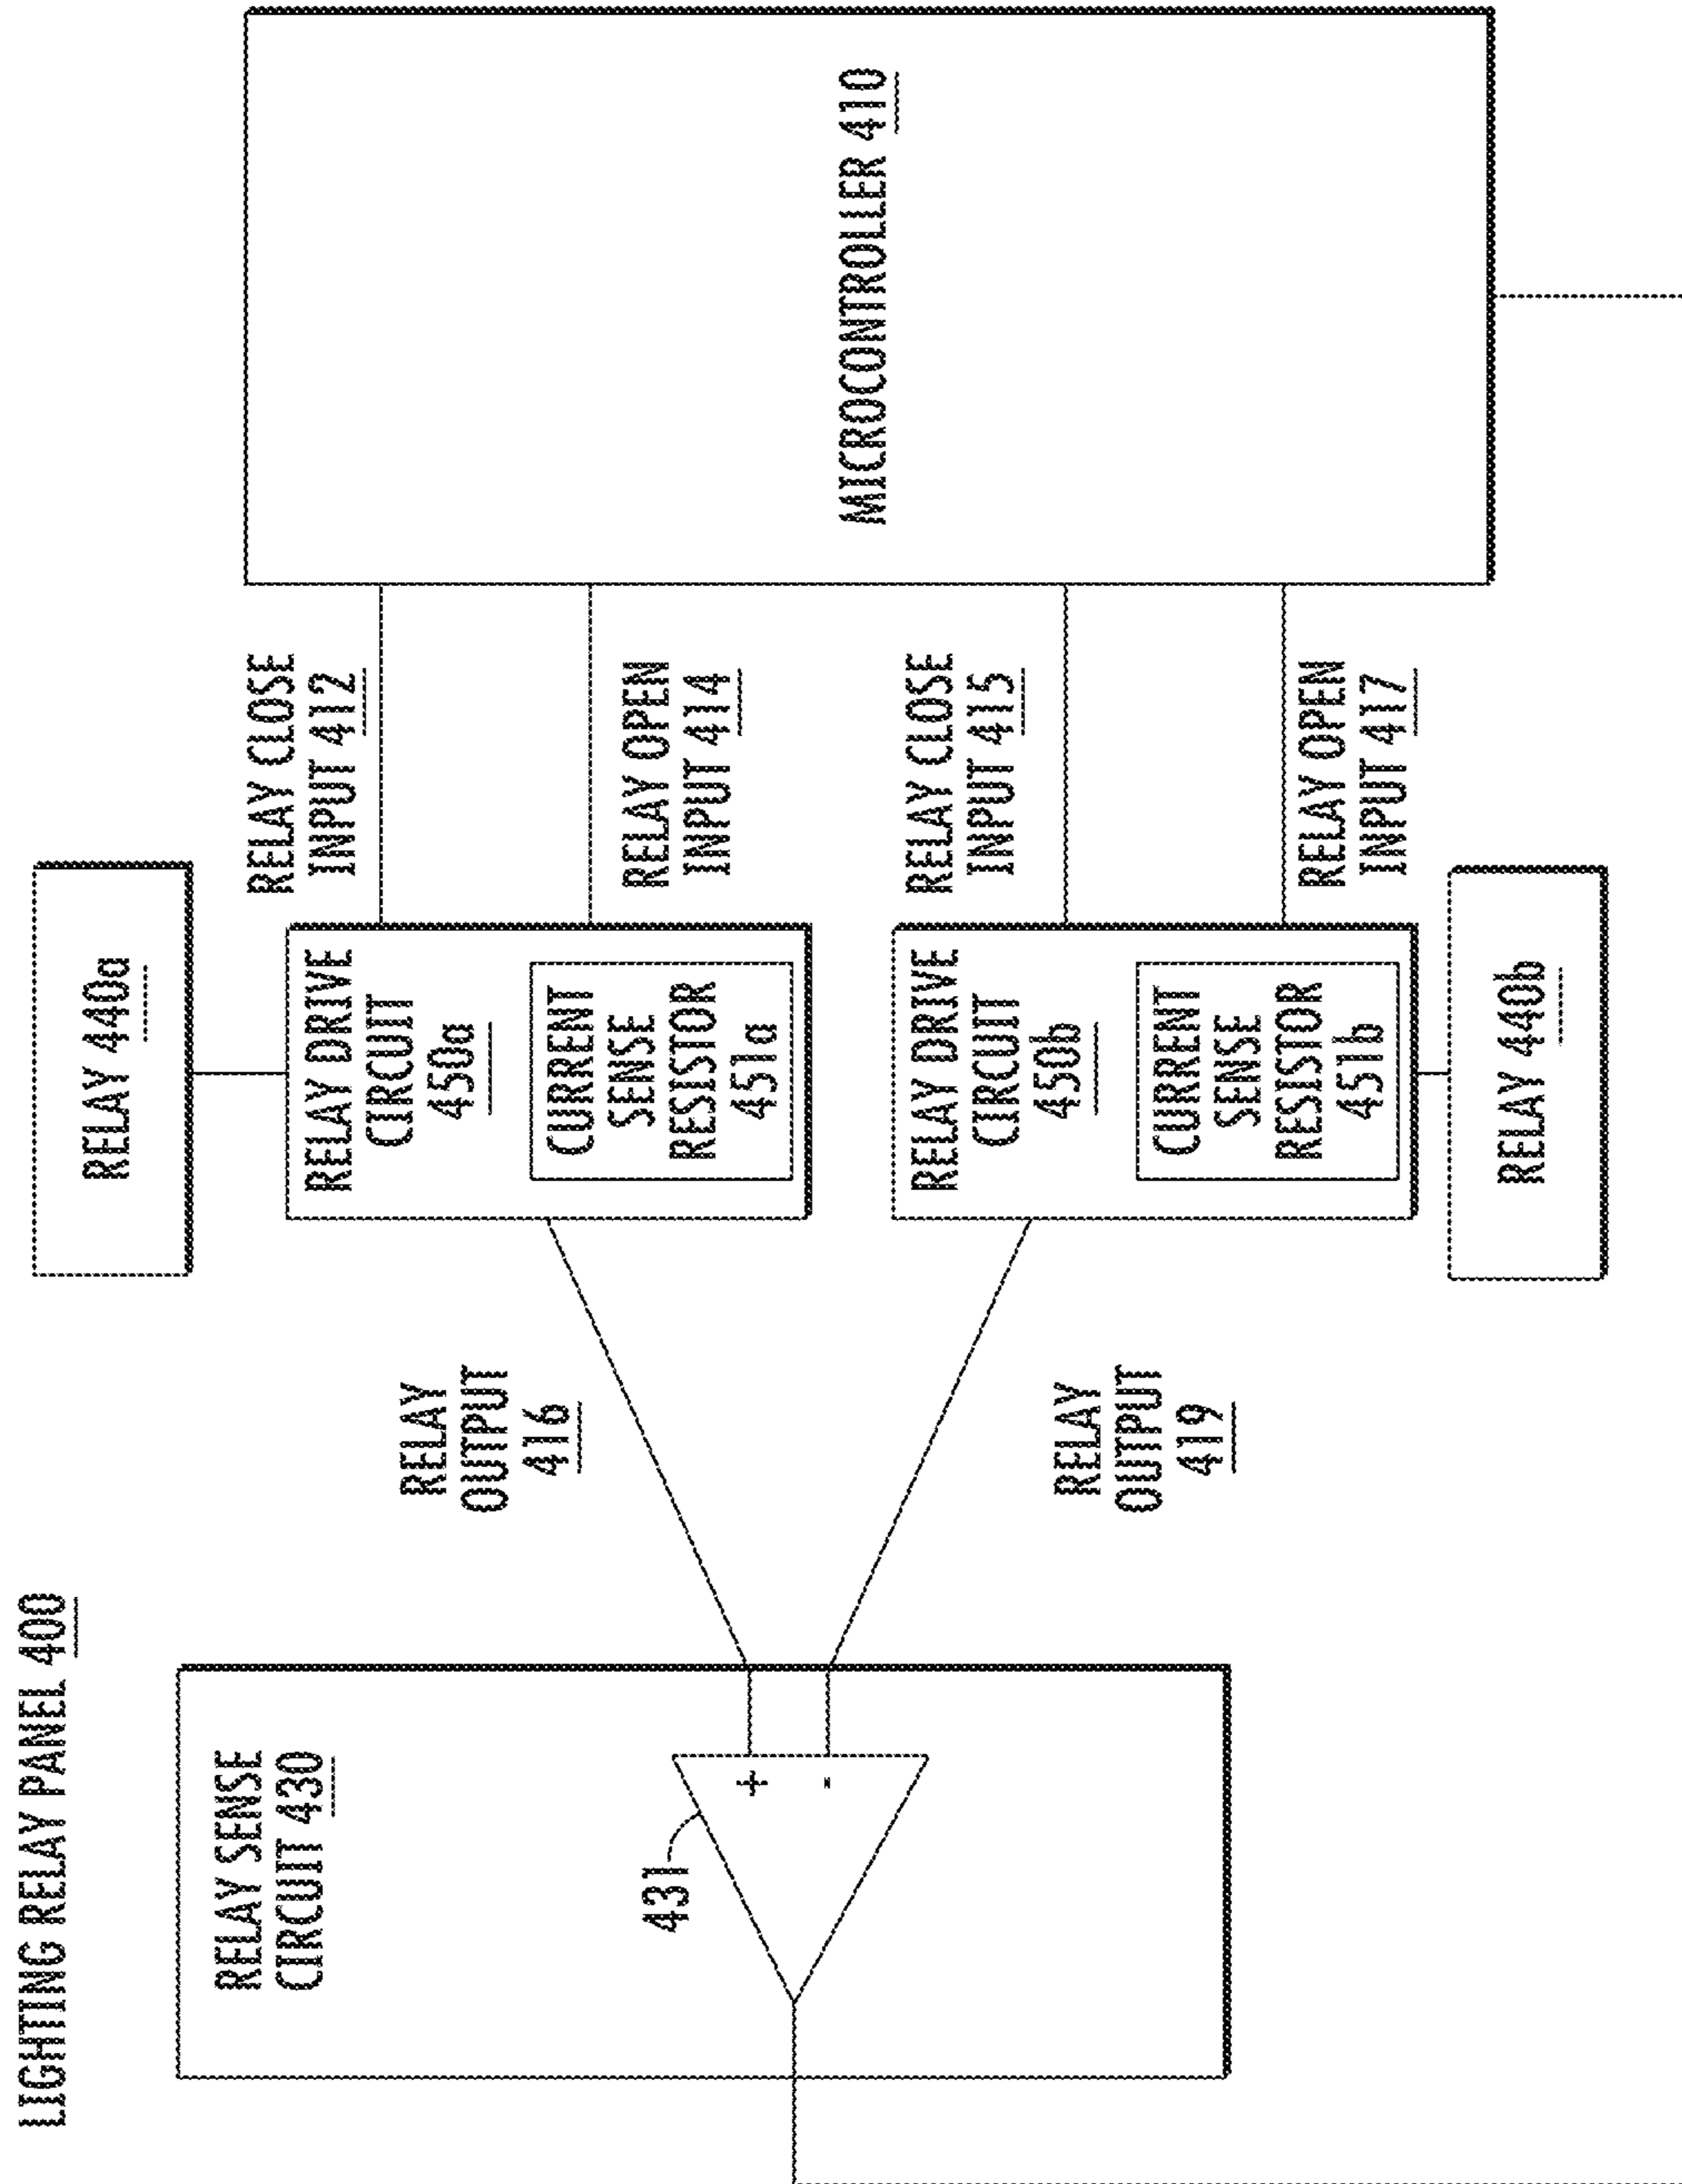 LIGHTING RELAY PANEL 400
RELAY SENSE
CIRCUIT 430
431
+
-
RELAY
OUTPUT
416
RELAY
OUTPUT
419
RELAY 440a
RELAY DRIVE
CIRCUIT
450a
CURRENT
SENSE
RESISTOR
451a
RELAY DRIVE
CIRCUIT
450b
CURRENT
SENSE
RESISTOR
451b
RELAY 440b
RELAY CLOSE
INPUT 412
RELAY OPEN
INPUT 414
RELAY CLOSE
INPUT 415
RELAY OPEN
INPUT 417
MICROCONTROLLER 410